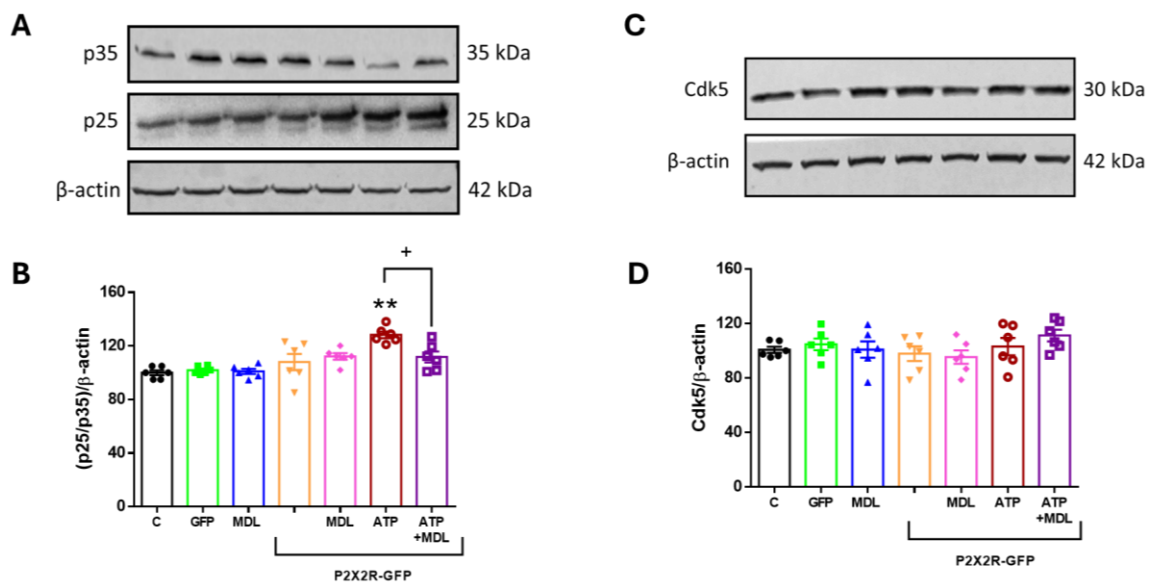 A
p35
35 kDa
p25
25 kDa
β-actin
42 kDa
B
(p25/p35)/β-actin
160
120
80
40
0
**
+
C
GFP
MDL
-
MDL
ATP
ATP
+MDL
P2X2R-GFP
C
Cdk5
30 kDa
β-actin
42 kDa
D
Cdk5/β-actin
160
120
80
40
0
C
GFP
MDL
-
MDL
ATP
ATP
+MDL
P2X2R-GFP